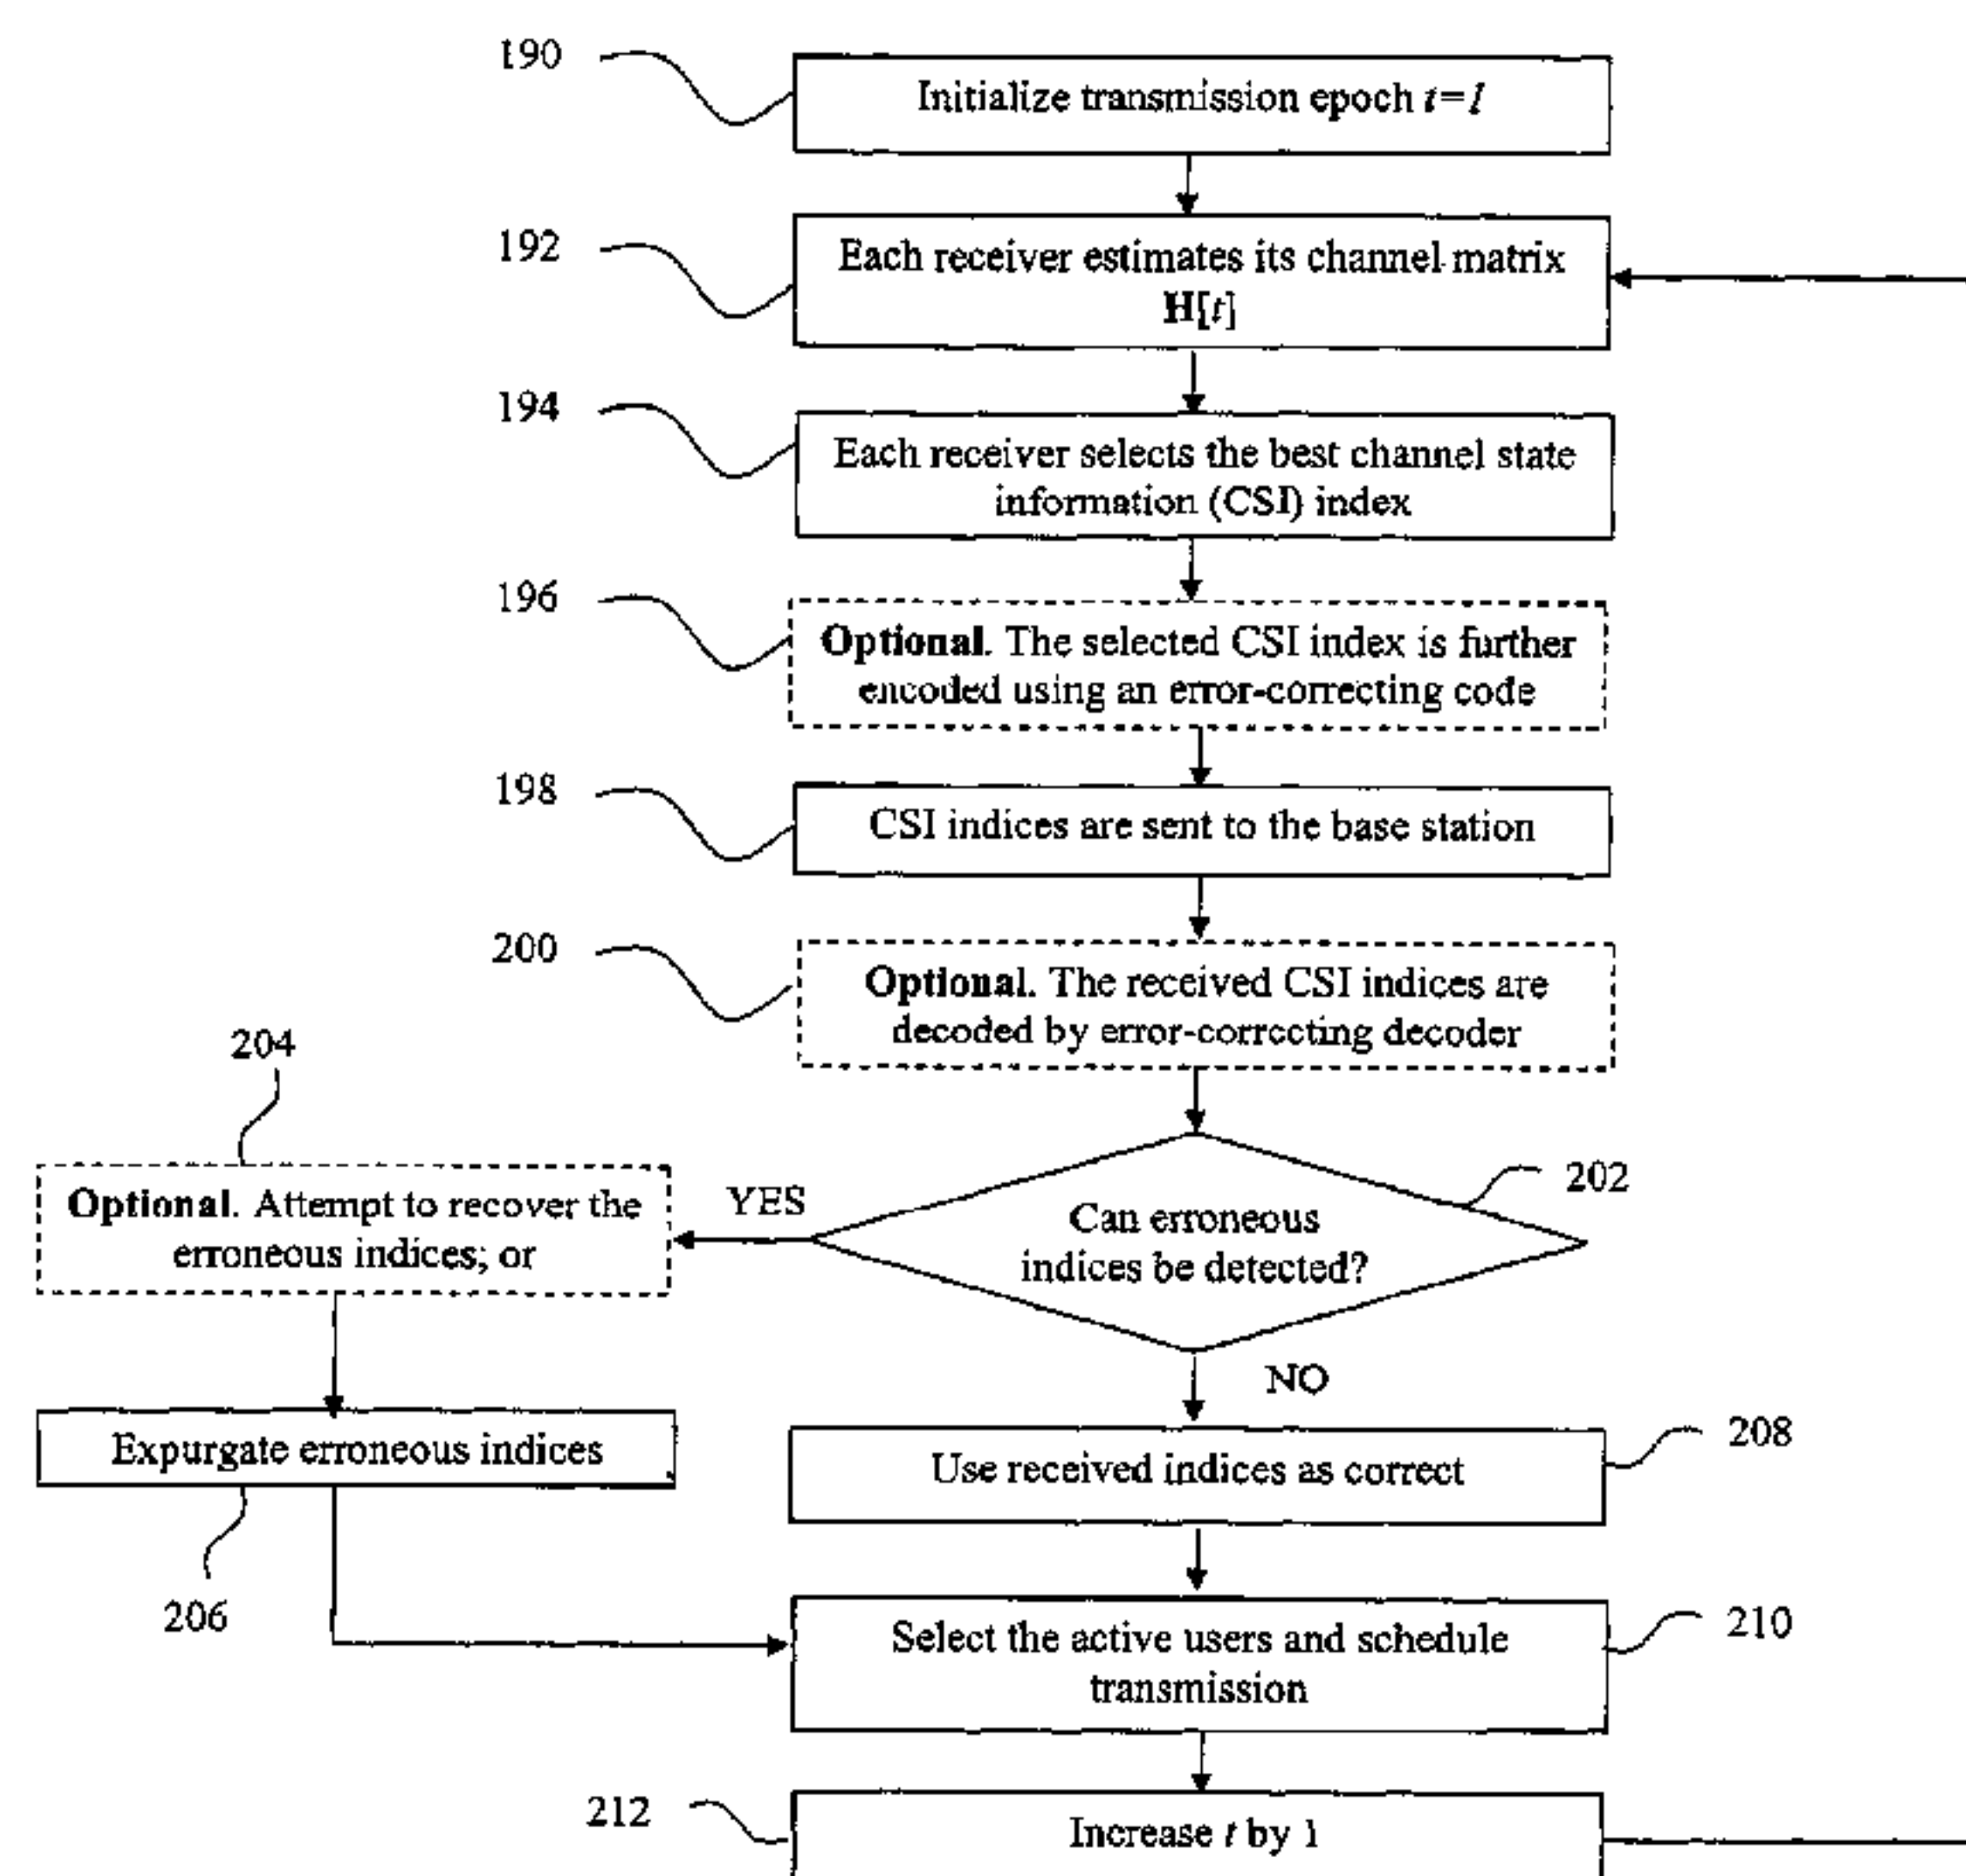 190
Initialize transmission epoch t=1
192
Each receiver estimates its channel matrix
H[t]
194
Each receiver selects the best channel state
information (CSI) index
196
Optional. The selected CSI index is further
encoded using an error-correcting code
198
CSI indices are sent to the base station
200
Optional. The received CSI indices are
decoded by error-correcting decoder
204
202
Optional. Attempt to recover the
erroneous indices; or
YES
Can erroneous
indices be detected?
NO
Expurgate erroneous indices
208
Use received indices as correct
206
210
Select the active users and schedule
transmission
212
Increase t by 1